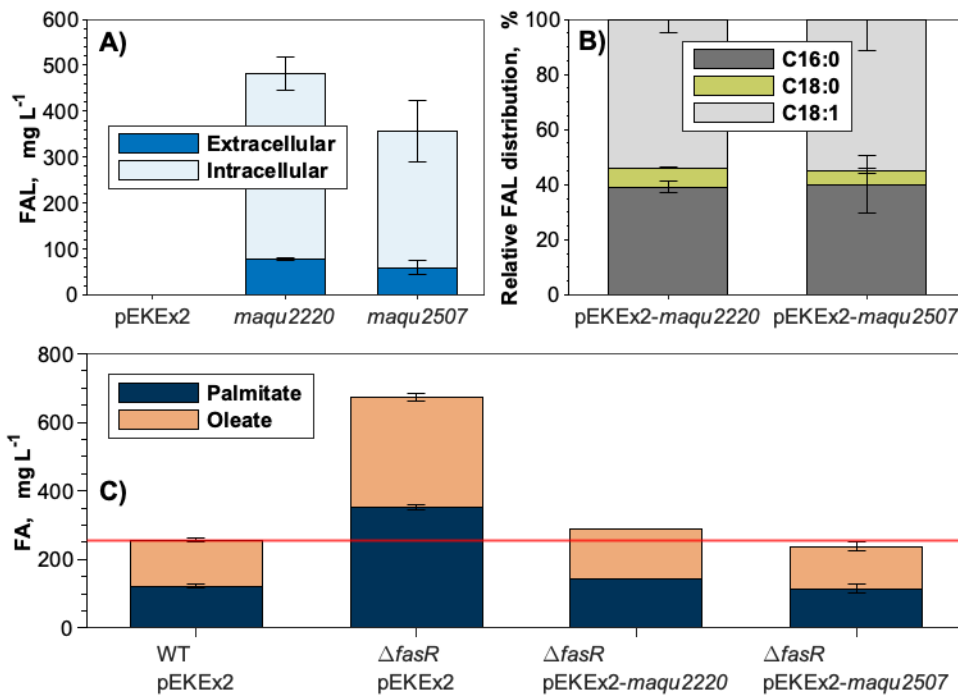 A)
FAL, mg L⁻¹
600
500
400
300
200
100
0
Extracellular
Intracellular
pEKEx2
maqu2220
maqu2507
B)
Relative FAL distribution, %
100
80
60
40
20
0
C16:0
C18:0
C18:1
pEKEx2-maqu2220
pEKEx2-maqu2507
C)
FA, mg L⁻¹
800
600
400
200
0
Palmitate
Oleate
WT
pEKEx2
ΔfasR
pEKEx2
ΔfasR
pEKEx2-maqu2220
ΔfasR
pEKEx2-maqu2507